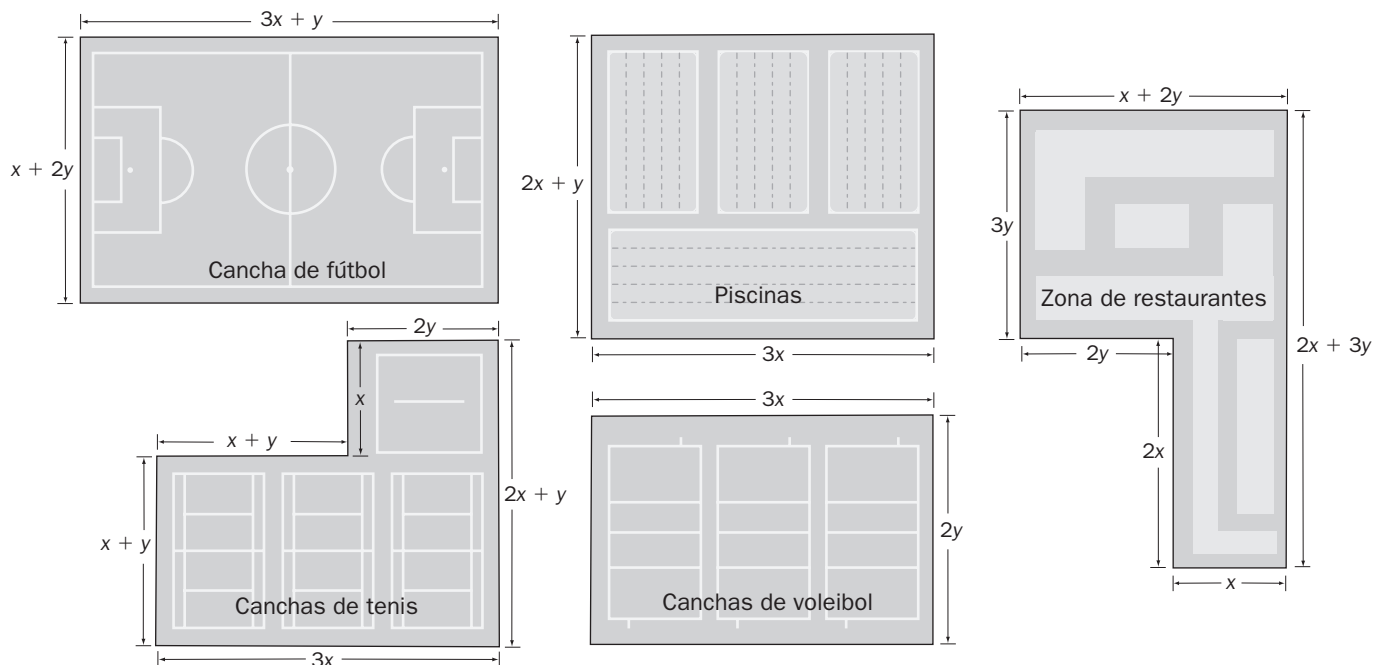 3x + y
x + 2y
Cancha de fútbol
2x + y
Piscinas
3x
x + 2y
3y
Zona de restaurantes
2y
2x + 3y
2x
x
2y
x
x + y
x + y
2x + y
Canchas de tenis
3x
3x
2y
Canchas de voleibol